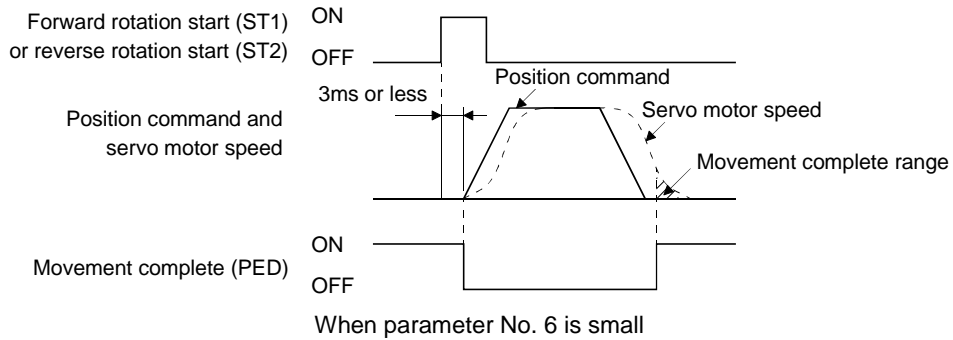 Forward rotation start (ST1)
or reverse rotation start (ST2)
ON
OFF
Position command
3ms or less
Servo motor speed
Position command and
servo motor speed
Movement complete range
ON
Movement complete (PED)
OFF
When parameter No. 6 is small